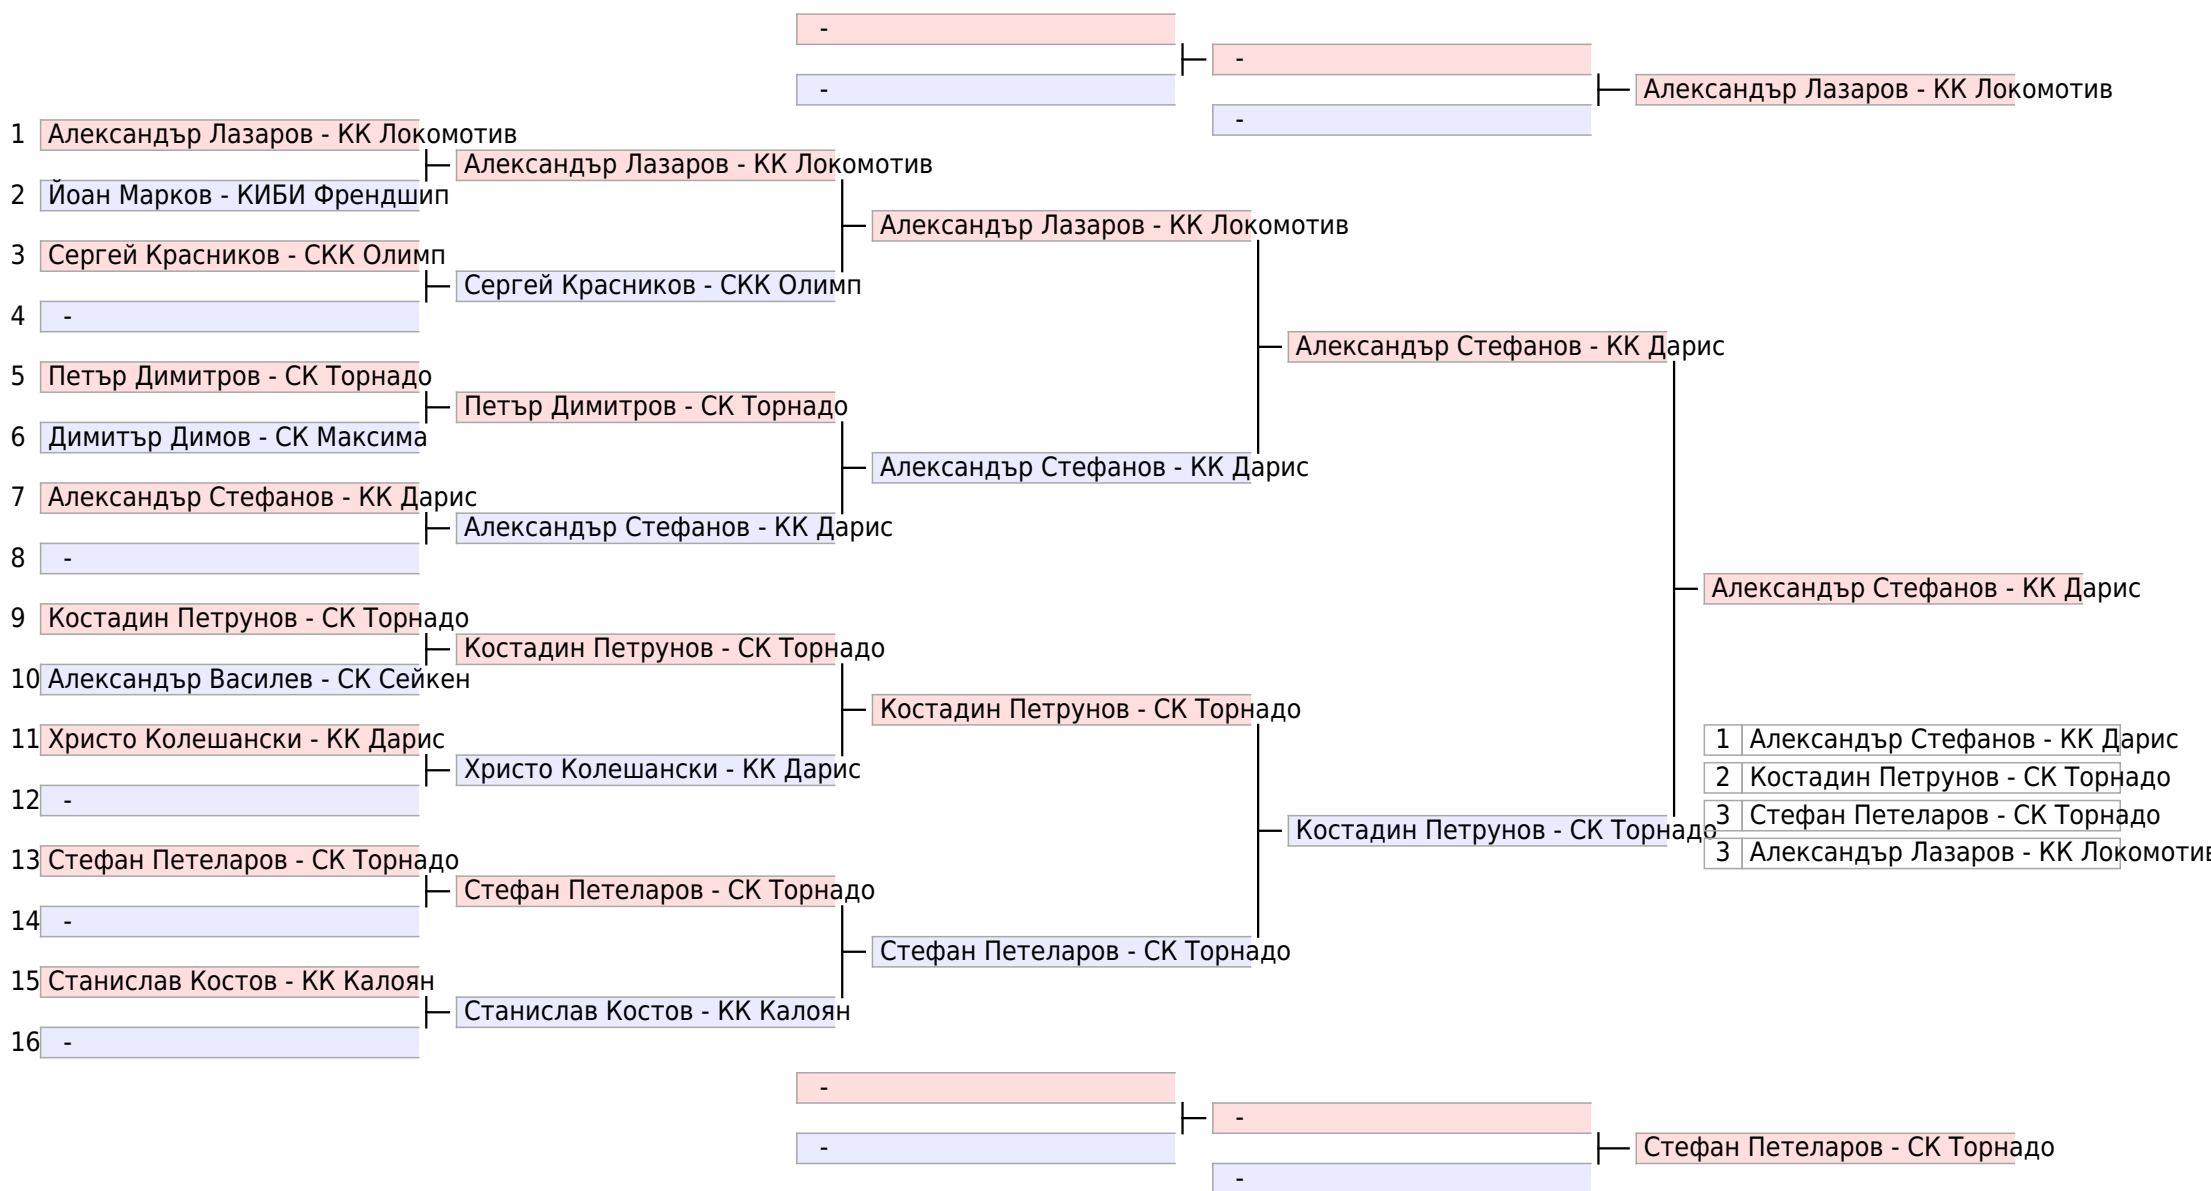 -
-
-
Александър Лазаров - КК Локомотив
-
1 Александър Лазаров - КК Локомотив
Александър Лазаров - КК Локомотив
2 Йоан Марков - КИБИ Френдшип
Александър Лазаров - КК Локомотив
3 Сергей Красников - СКК Олимп
Сергей Красников - СКК Олимп
4 -
Александър Стефанов - КК Дарис
5 Петър Димитров - СК Торнадо
Петър Димитров - СК Торнадо
6 Димитър Димов - СК Максима
Александър Стефанов - КК Дарис
7 Александър Стефанов - КК Дарис
Александър Стефанов - КК Дарис
8 -
Александър Стефанов - КК Дарис
9 Костадин Петрунов - СК Торнадо
Костадин Петрунов - СК Торнадо
10 Александър Василев - СК Сейкен
Костадин Петрунов - СК Торнадо
11 Христо Колешански - КК Дарис
1 Александър Стефанов - КК Дарис
Христо Колешански - КК Дарис
2 Костадин Петрунов - СК Торнадо
12 -
3 Стефан Петеларов - СК Торнадо
Костадин Петрунов - СК Торнадо
3 Александър Лазаров - КК Локомотив
13 Стефан Петеларов - СК Торнадо
Стефан Петеларов - СК Торнадо
14 -
Стефан Петеларов - СК Торнадо
15 Станислав Костов - КК Калоян
Станислав Костов - КК Калоян
16 -
-
-
-
Стефан Петеларов - СК Торнадо
-